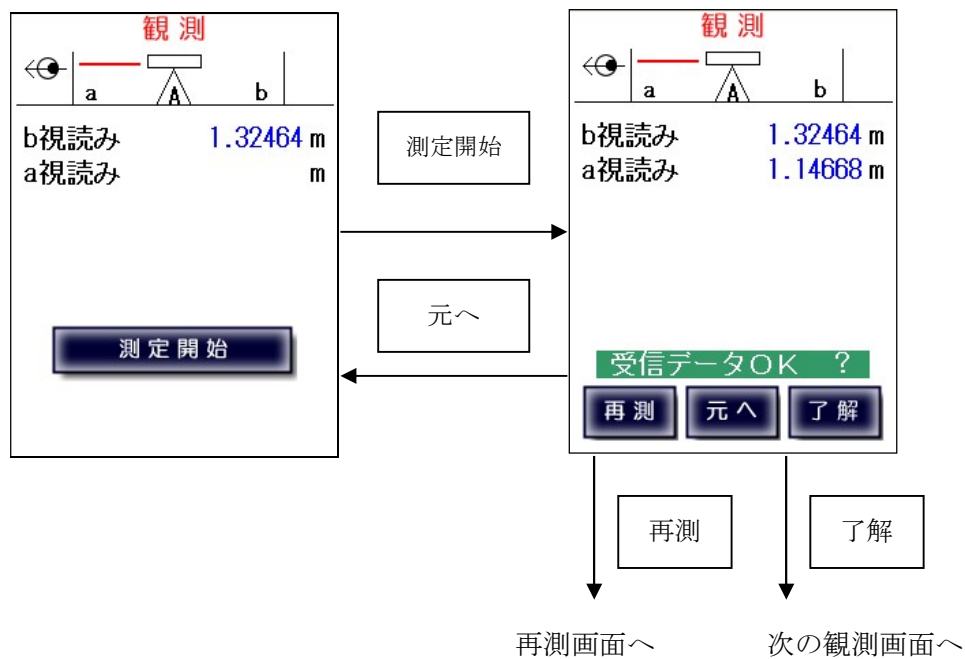 観 測
a A b
b視読み 1.32464 m
a視読み m
測定開始
測定開始
元へ
観 測
a A b
b視読み 1.32464 m
a視読み 1.14668 m
受信データOK ?
再測 元へ 了解
再測
了解
再測画面へ
次の観測画面へ